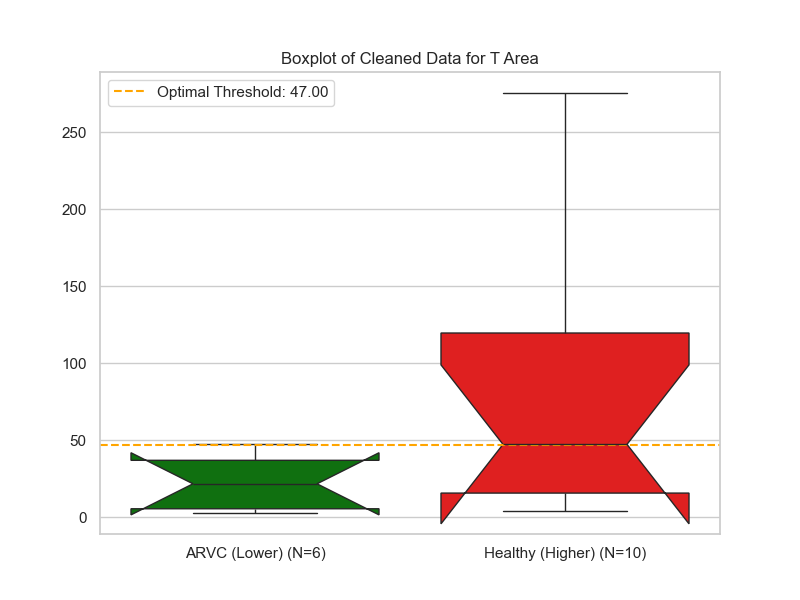 Boxplot of Cleaned Data for T Area
Optimal Threshold: 47.00
250
200
150
100
50
0
ARVC (Lower) (N=6)
Healthy (Higher) (N=10)